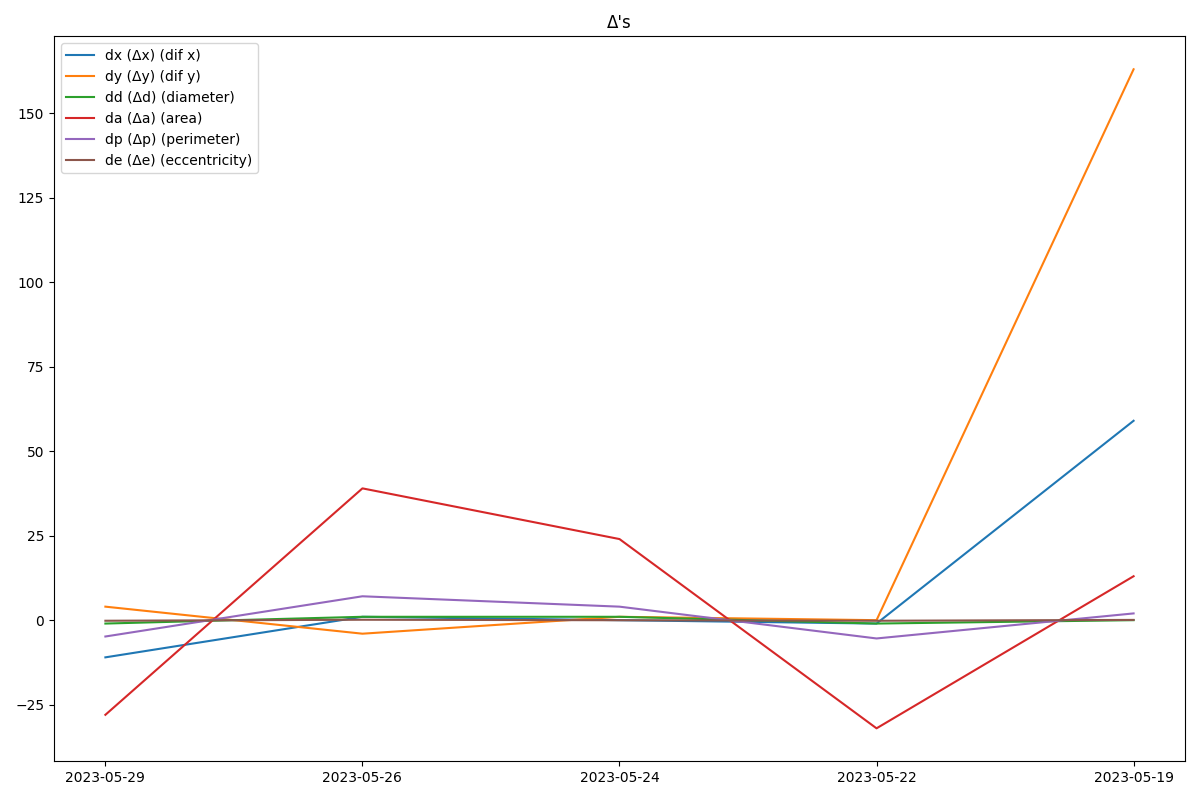 Δ's
dx (Δx) (dif x)
dy (Δy) (dif y)
dd (Δd) (diameter)
da (Δa) (area)
dp (Δp) (perimeter)
de (Δe) (eccentricity)
150
125
100
75
50
25
0
−25
2023-05-29 2023-05-26 2023-05-24 2023-05-22 2023-05-19